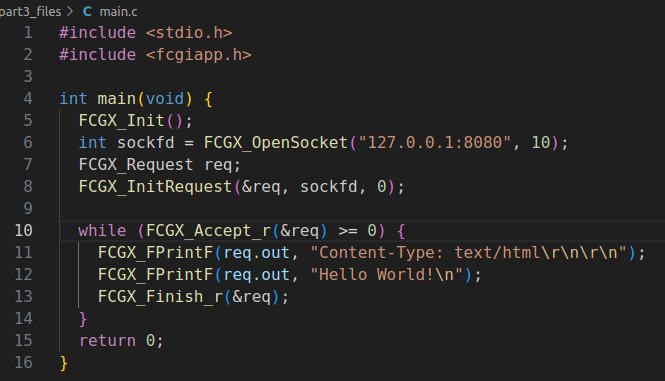 part3_files > C main.c
1 #include <stdio.h>
2 #include <fcgiapp.h>
3
4 int main(void) {
5   FCGX_Init();
6   int sockfd = FCGX_OpenSocket("127.0.0.1:8080", 10);
7   FCGX_Request req;
8   FCGX_InitRequest(&req, sockfd, 0);
9
10   while (FCGX_Accept_r(&req) >= 0) {
11     FCGX_FPrintF(req.out, "Content-Type: text/html\r\n\r\n");
12     FCGX_FPrintF(req.out, "Hello World!\n");
13     FCGX_Finish_r(&req);
14   }
15   return 0;
16 }